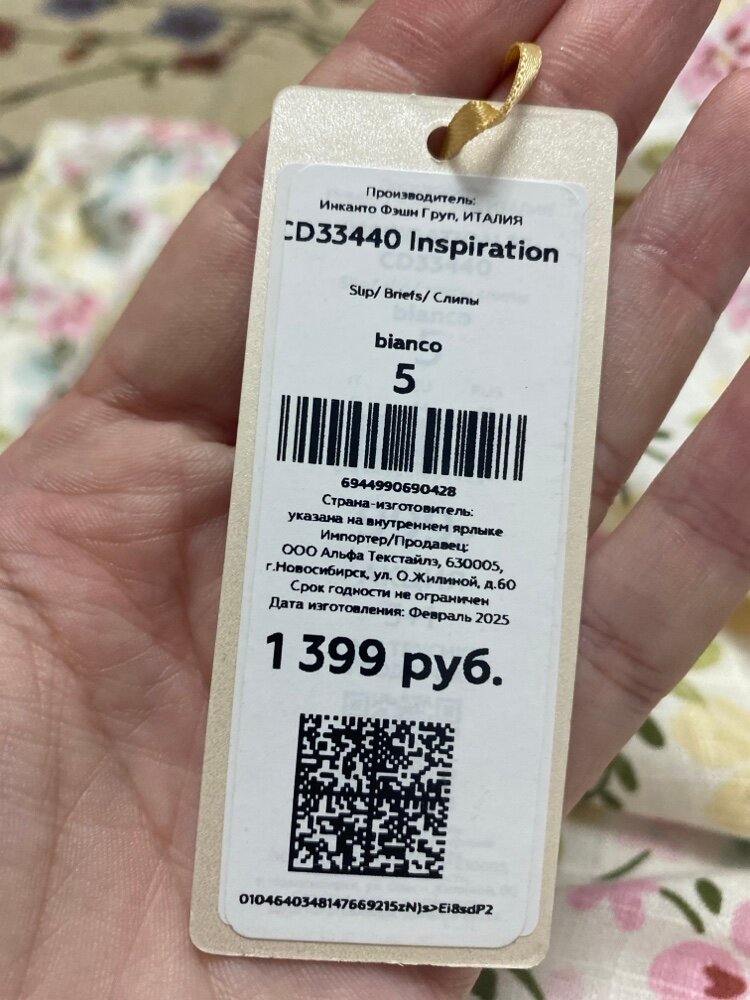 Производитель:
Инканто Фэшн Груп, ИТАЛИЯ
CD33440 Inspiration
Slip/ Briefs/ Слипы
bianco
5
6944990690428
Страна-изготовитель:
указана на внутреннем ярлыке
Импортер/Продавец:
ООО Альфа Текстайлз, 630005,
г.Новосибирск, ул. О.Жилиной, д.60
Срок годности не ограничен
Дата изготовления: Февраль 2025
1 399 руб.
0104640348147669215zN)s>Ei8sdP2